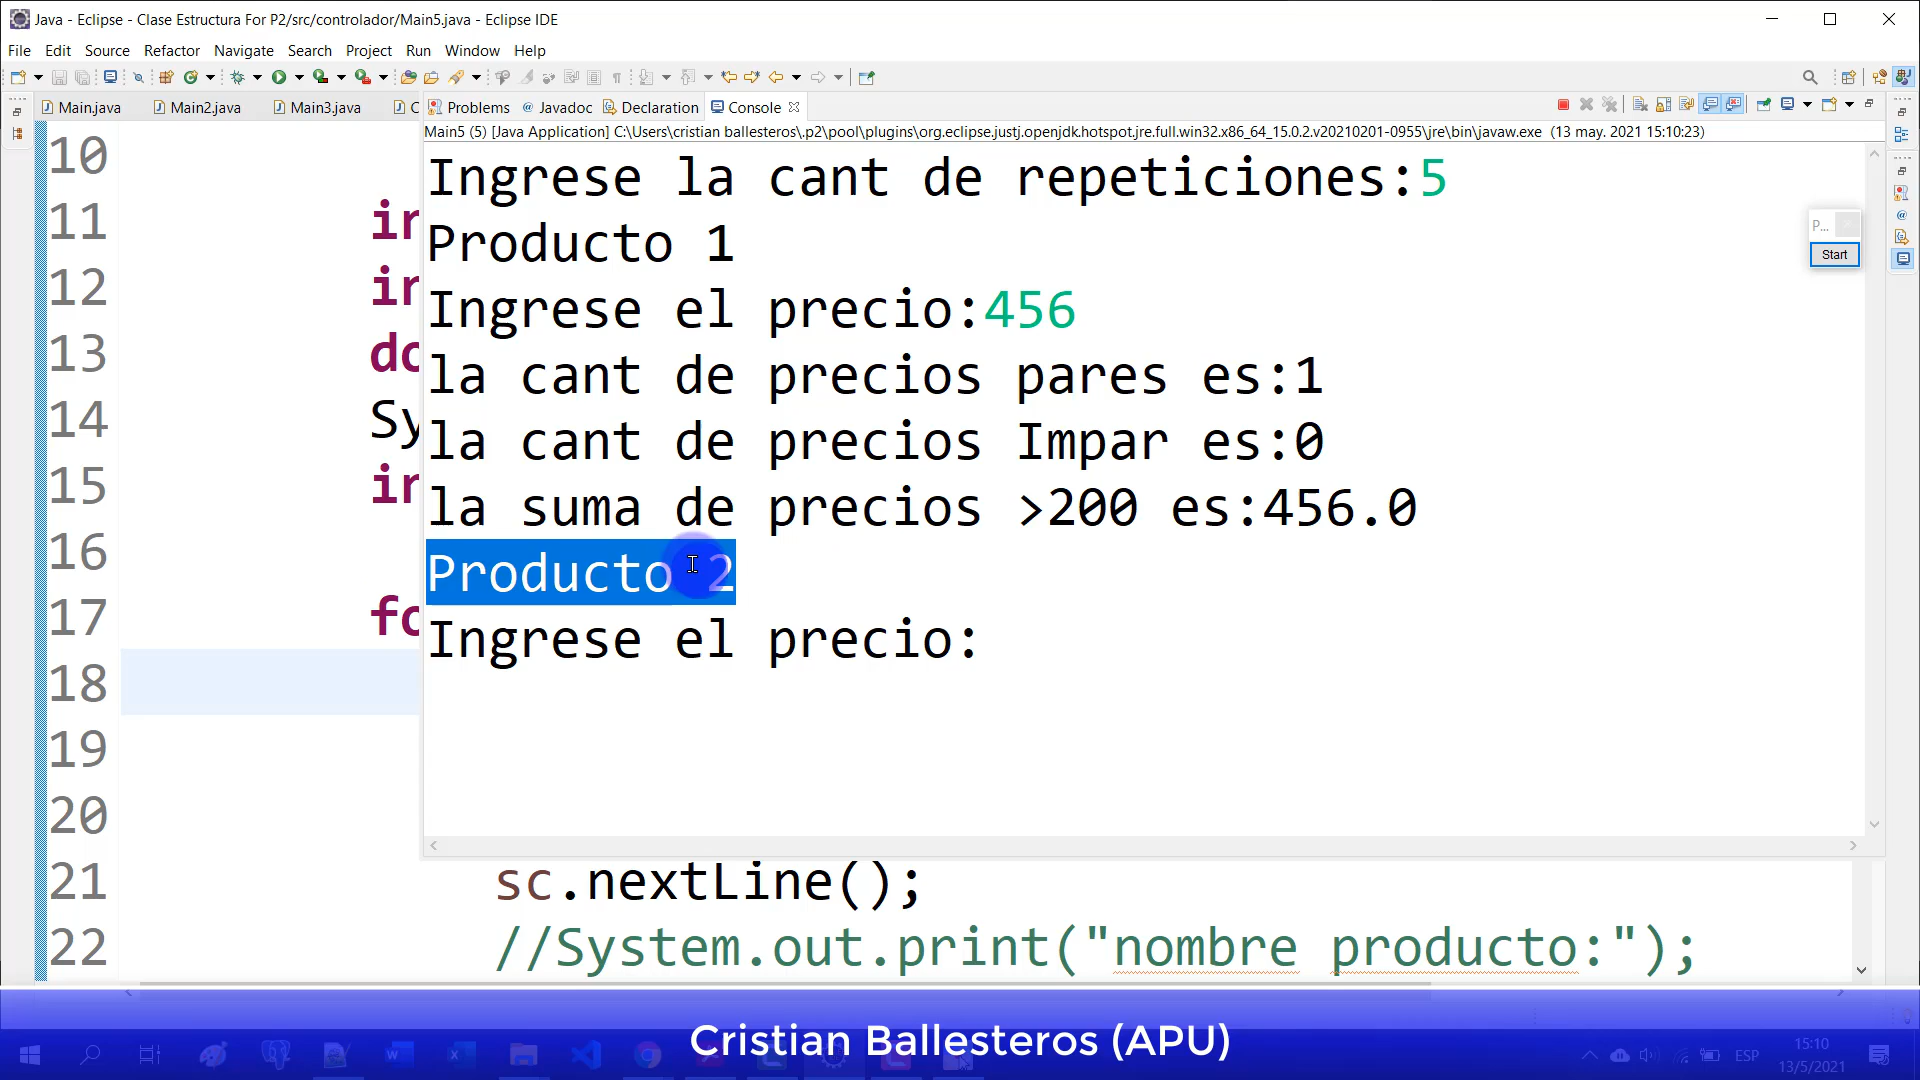 Java - Eclipse - Clase Estructura For P2/src/controlador/Main5.java - Eclipse IDE
File Edit Source Refactor Navigate Search Project Run Window Help
Main.java Main2.java Main3.java Problems Javadoc Declaration Console
Main5 (5) [Java Application] C:\Users\cristian ballesteros\.p2\pool\plugins\org.eclipse.justj.openjdk.hotspot.jre.full.win32.x86_64_15.0.2.v20210201-0955\jre\bin\javaw.exe (13 may. 2021 15:10:23)
Ingrese la cant de repeticiones:5
Producto 1
Ingrese el precio:456
la cant de precios pares es:1
la cant de precios Impar es:0
la suma de precios >200 es:456.0
Producto 2
Ingrese el precio:
P...
Start
10
11 in
12 in
13 do
14 Sy
15 in
16
17 fo
18
19
20
21 sc.nextLine();
22 //System.out.print("nombre producto:");
Cristian Ballesteros (APU)
ESP
15:10
13/5/2021